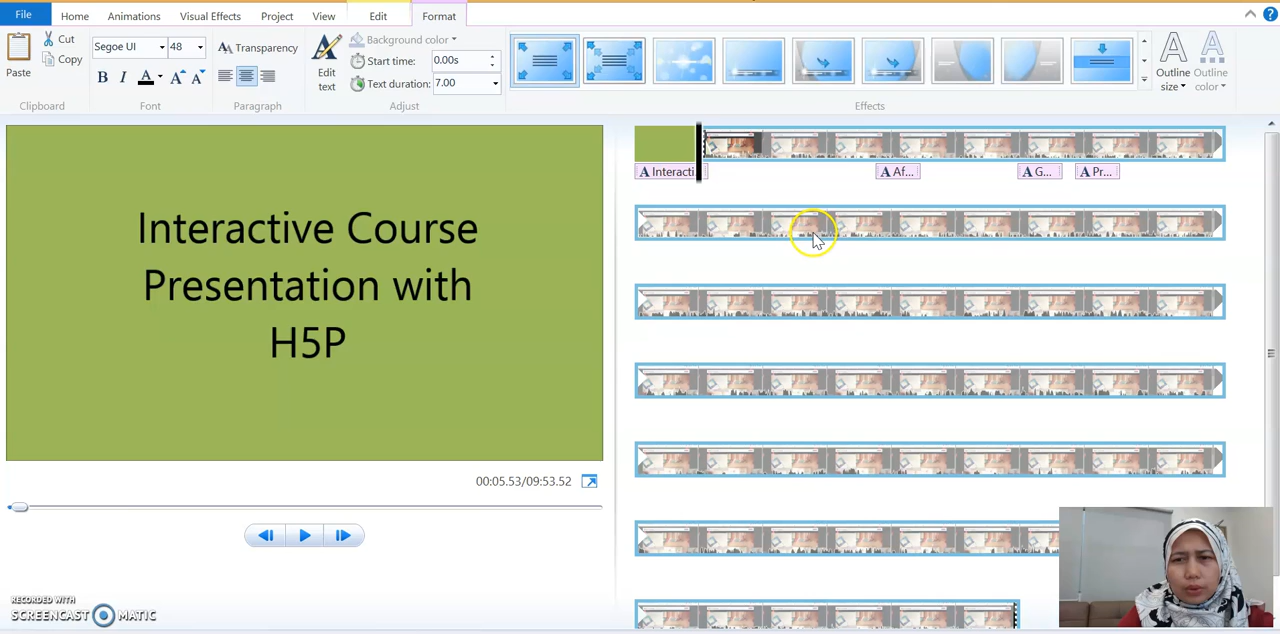 File Home Animations Visual Effects Project View Edit Format
Paste
Cut
Copy
Clipboard
Segoe UI 48
B I A A A
Font
Transparency
Paragraph
Edit
text
Background color
Start time: 0.00s
Text duration: 7.00
Adjust
Effects
Outline
size
Outline
color
Interactive Course
Presentation with
H5P
00:05.53/09:53.52
A Interacti
A Af...
A G...
A Pr...
RECORDED WITH
SCREENCAST MATIC